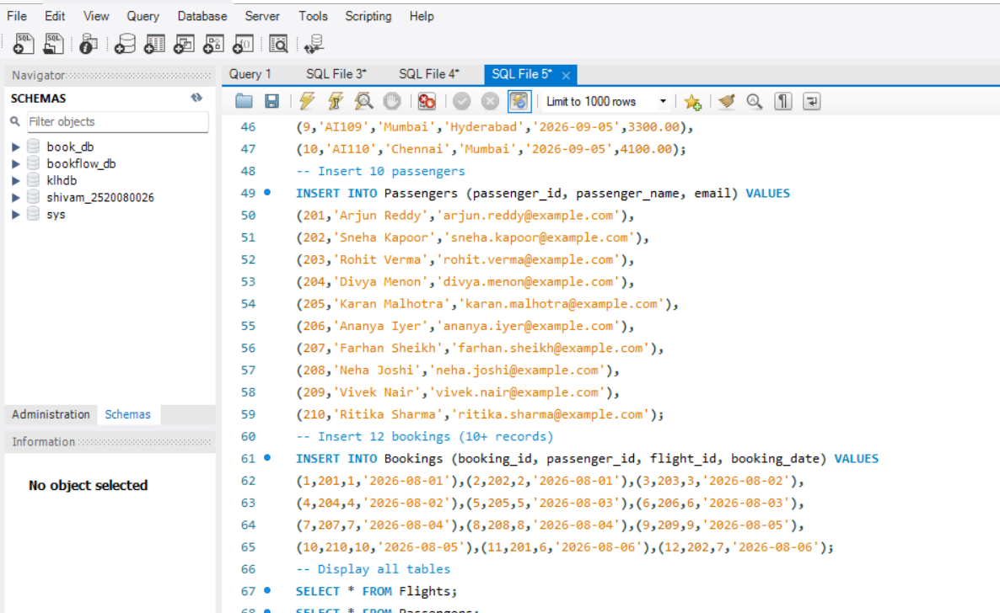 File Edit View Query Database Server Tools Scripting Help
SQL SQL
Navigator
SCHEMAS
Filter objects
book_db
bookflow_db
klhdb
shivam_2520080026
sys
Administration Schemas
Information
No object selected
Query 1 SQL File 3* SQL File 4* SQL File 5*
Limit to 1000 rows
46 (9,'AI109','Mumbai','Hyderabad','2026-09-05',3300.00),
47 (10,'AI110','Chennai','Mumbai','2026-09-05',4100.00);
48 -- Insert 10 passengers
49 INSERT INTO Passengers (passenger_id, passenger_name, email) VALUES
50 (201,'Arjun Reddy','arjun.reddy@example.com'),
51 (202,'Sneha Kapoor','sneha.kapoor@example.com'),
52 (203,'Rohit Verma','rohit.verma@example.com'),
53 (204,'Divya Menon','divya.menon@example.com'),
54 (205,'Karan Malhotra','karan.malhotra@example.com'),
55 (206,'Ananya Iyer','ananya.iyer@example.com'),
56 (207,'Farhan Sheikh','farhan.sheikh@example.com'),
57 (208,'Neha Joshi','neha.joshi@example.com'),
58 (209,'Vivek Nair','vivek.nair@example.com'),
59 (210,'Ritika Sharma','ritika.sharma@example.com');
60 -- Insert 12 bookings (10+ records)
61 INSERT INTO Bookings (booking_id, passenger_id, flight_id, booking_date) VALUES
62 (1,201,1,'2026-08-01'),(2,202,2,'2026-08-01'),(3,203,3,'2026-08-02'),
63 (4,204,4,'2026-08-02'),(5,205,5,'2026-08-03'),(6,206,6,'2026-08-03'),
64 (7,207,7,'2026-08-04'),(8,208,8,'2026-08-04'),(9,209,9,'2026-08-05'),
65 (10,210,10,'2026-08-05'),(11,201,6,'2026-08-06'),(12,202,7,'2026-08-06');
66 -- Display all tables
67 SELECT * FROM Flights;
68 SELECT * FROM Passengers;